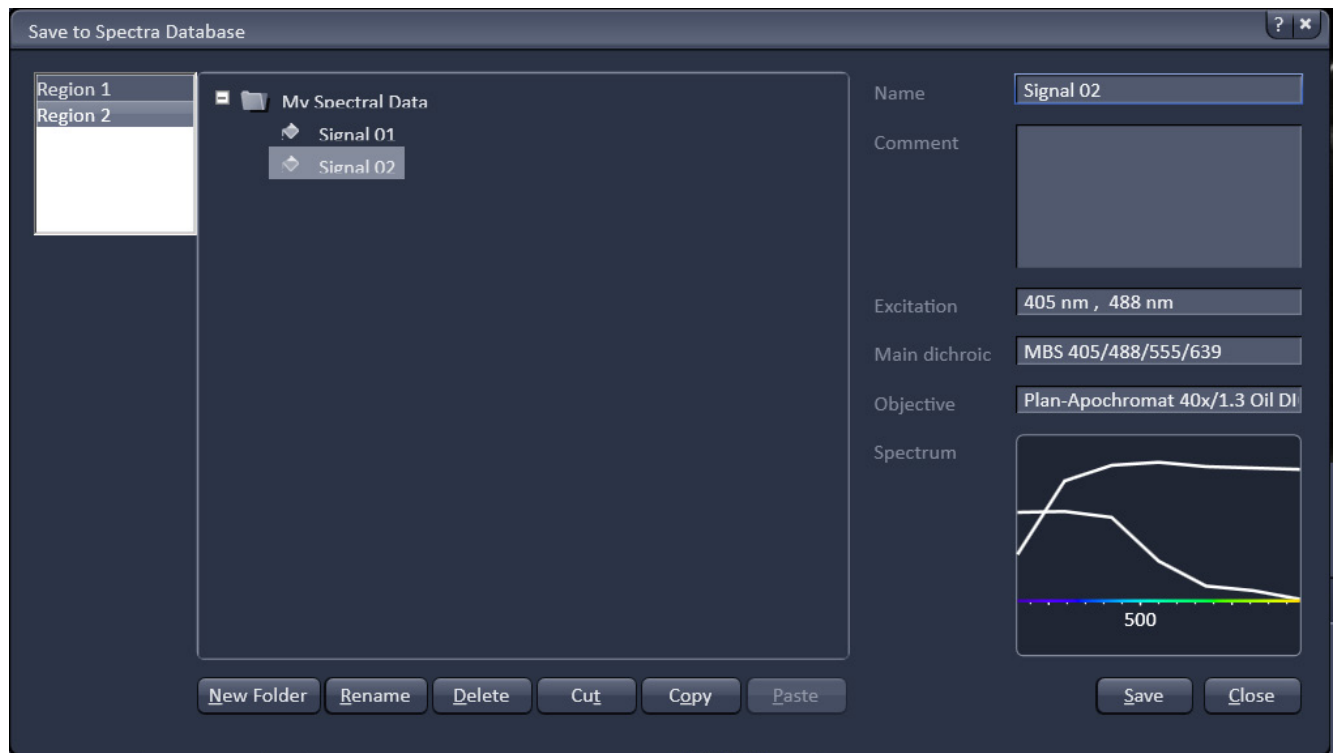 Save to Spectra Database
?
Region 1
Region 2
My Spectral Data
Signal 01
Signal 02
Name
Signal 02
Comment
Excitation
405 nm , 488 nm
Main dichroic
MBS 405/488/555/639
Objective
Plan-Apochromat 40x/1.3 Oil DI
Spectrum
500
New Folder
Rename
Delete
Cut
Copy
Paste
Save
Close